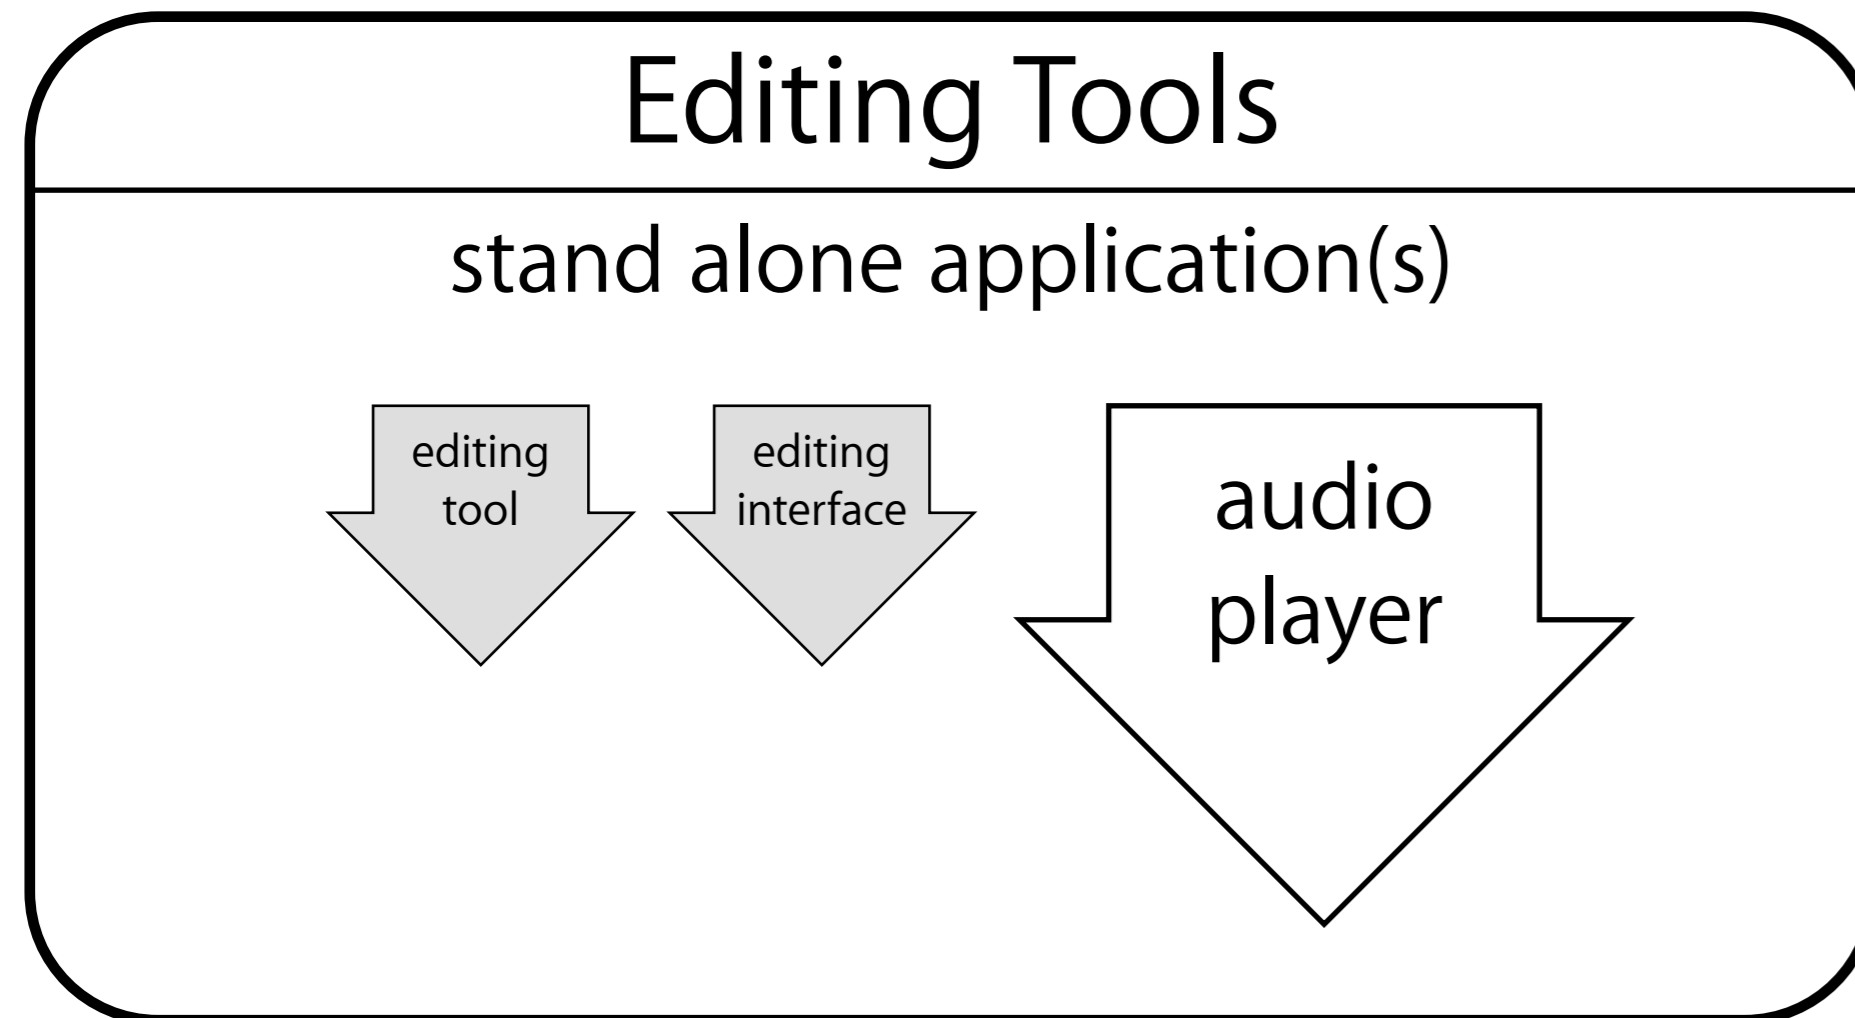 Editing Tools
stand alone application(s)
editing
tool
editing
interface
audio
player